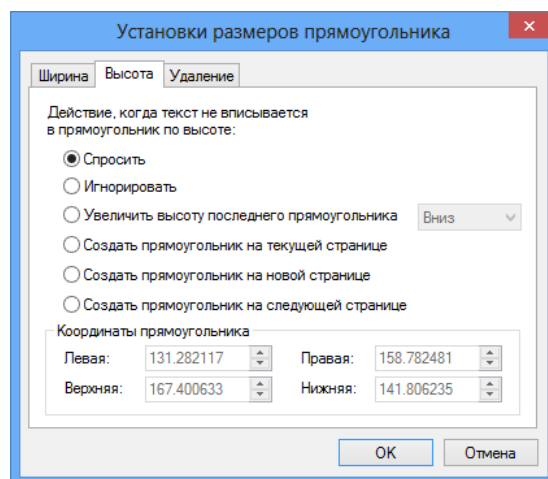 Установки размеров прямоугольника
Ширина Высота Удаление
Действие, когда текст не вписывается
в прямоугольник по высоте:
Спросить
Игнорировать
Увеличить высоту последнего прямоугольника Вниз
Создать прямоугольник на текущей странице
Создать прямоугольник на новой странице
Создать прямоугольник на следующей странице
Координаты прямоугольника
Левая: 131.282117 Правая: 158.782481
Верхняя: 167.400633 Нижняя: 141.806235
OK Отмена